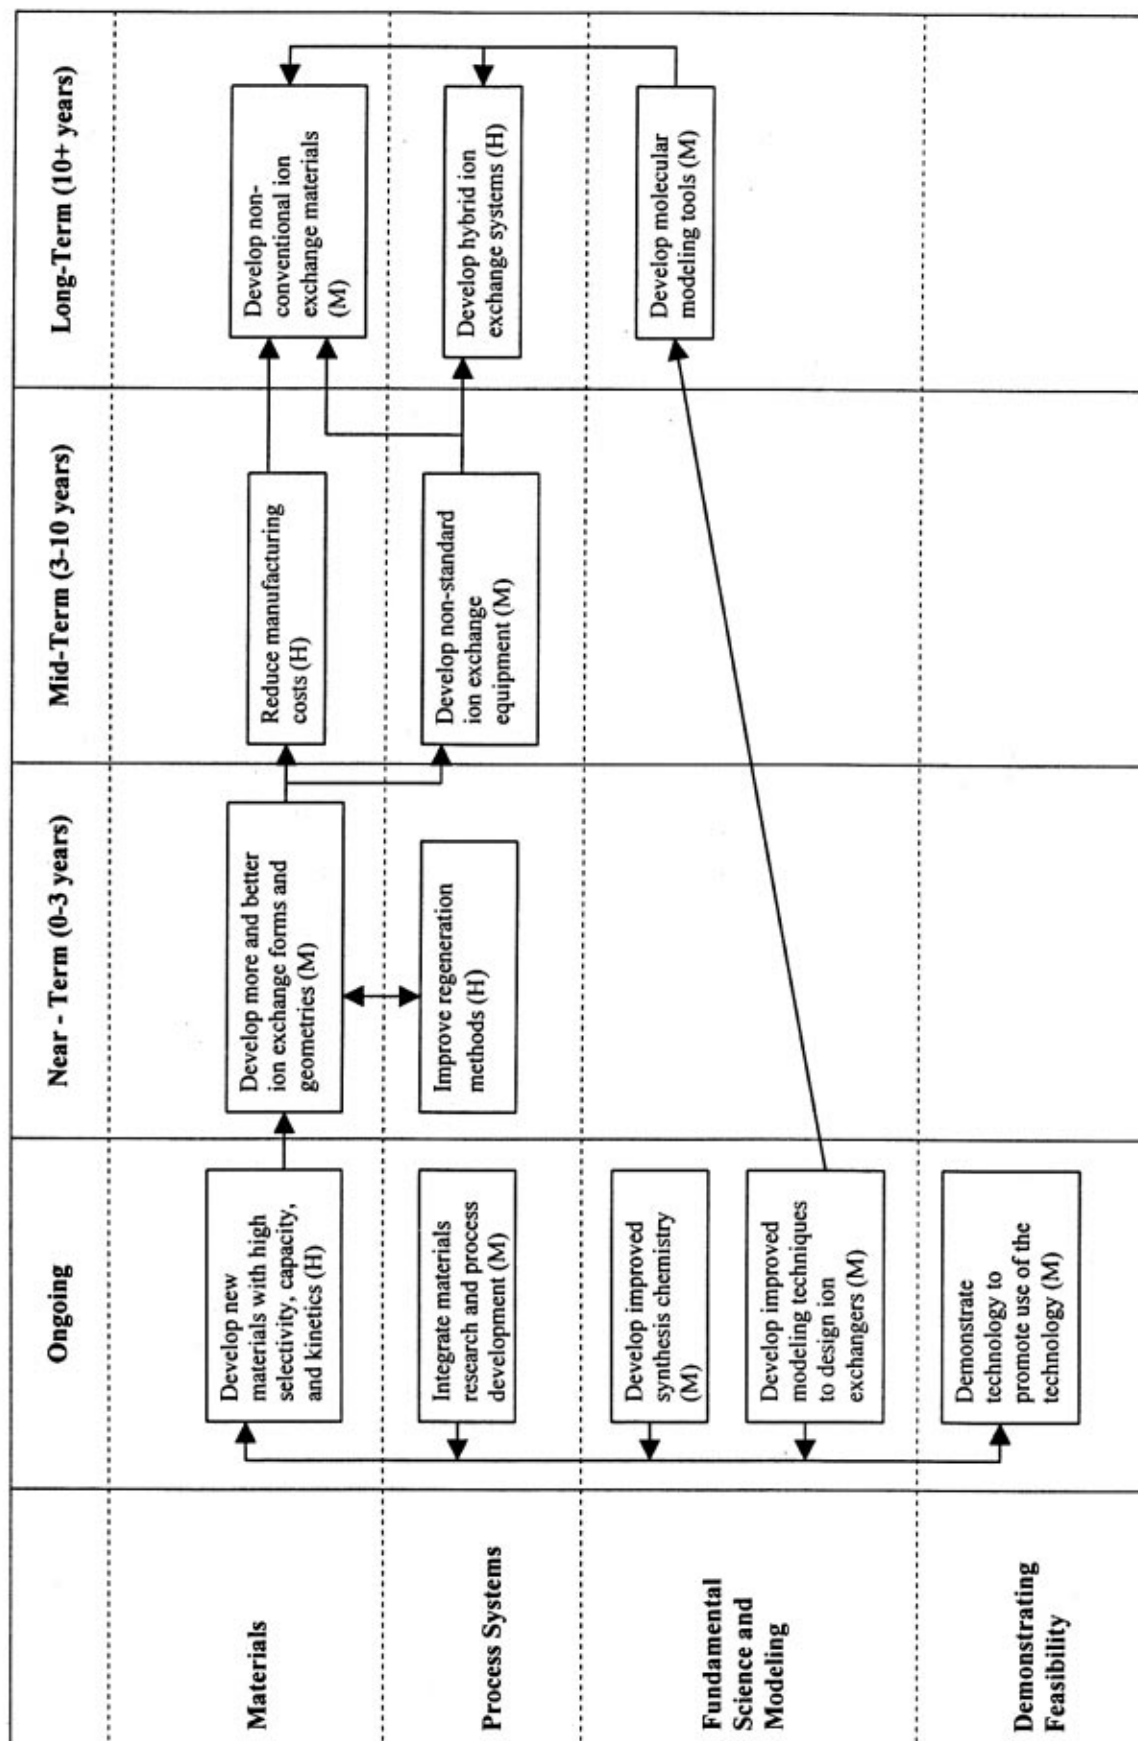 Ongoing
Near - Term (0-3 years)
Mid-Term (3-10 years)
Long-Term (10+ years)
Materials
Develop new
materials with high
selectivity, capacity,
and kinetics (H)
Develop more and better
ion exchange forms and
geometries (M)
Reduce manufacturing
costs (H)
Develop non-
conventional ion
exchange materials
(M)
Process Systems
Integrate materials
research and process
development (M)
Improve regeneration
methods (H)
Develop non-standard
ion exchange
equipment (M)
Develop hybrid ion
exchange systems (H)
Fundamental
Science and
Modeling
Develop improved
synthesis chemistry
(M)
Develop improved
modeling techniques
to design ion
exchangers (M)
Develop molecular
modeling tools (M)
Demonstrating
Feasibility
Demonstrate
technology to
promote use of the
technology (M)